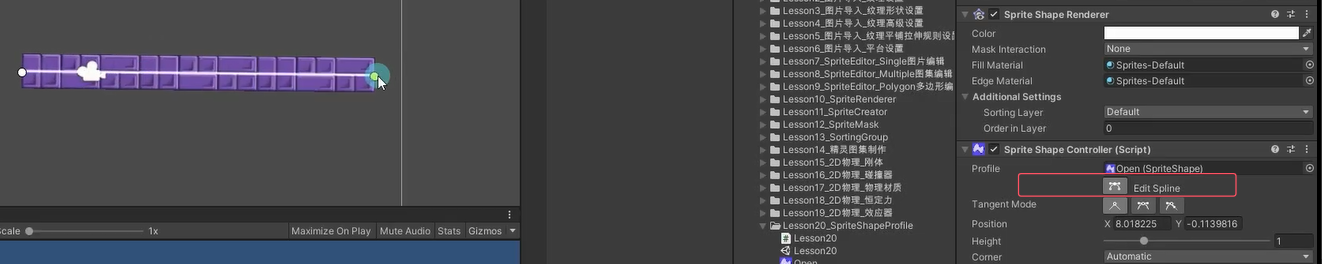 cale
1x
Maximize On Play
Mute Audio
Stats
Gizmos
Lesson3_图片导入_纹理形状设置
Lesson4_图片导入_纹理高级设置
Lesson5_图片导入_纹理平铺拉伸规则设
Lesson6_图片导入_平台设置
Lesson7_SpriteEditor_Single图片编辑
Lesson8_SpriteEditor_Multiple图集编辑
Lesson9_SpriteEditor_Polygon多边形编
Lesson10_SpriteRenderer
Lesson11_SpriteCreator
Lesson12_SpriteMask
Lesson13_SortingGroup
Lesson14_精灵图集制作
Lesson15_2D物理_刚体
Lesson16_2D物理_碰撞器
Lesson17_2D物理_物理材质
Lesson18_2D物理_恒定力
Lesson19_2D物理_效应器
Lesson20_SpriteShapeProfile
Lesson20
Lesson20
Open
Sprite Shape Renderer
Color
Mask Interaction None
Fill Material Sprites-Default
Edge Material Sprites-Default
Additional Settings
Sorting Layer Default
Order in Layer 0
Sprite Shape Controller (Script)
Profile Open (SpriteShape)
Edit Spline
Tangent Mode
Position X 8.018225 Y -0.1139816
Height 1
Corner Automatic